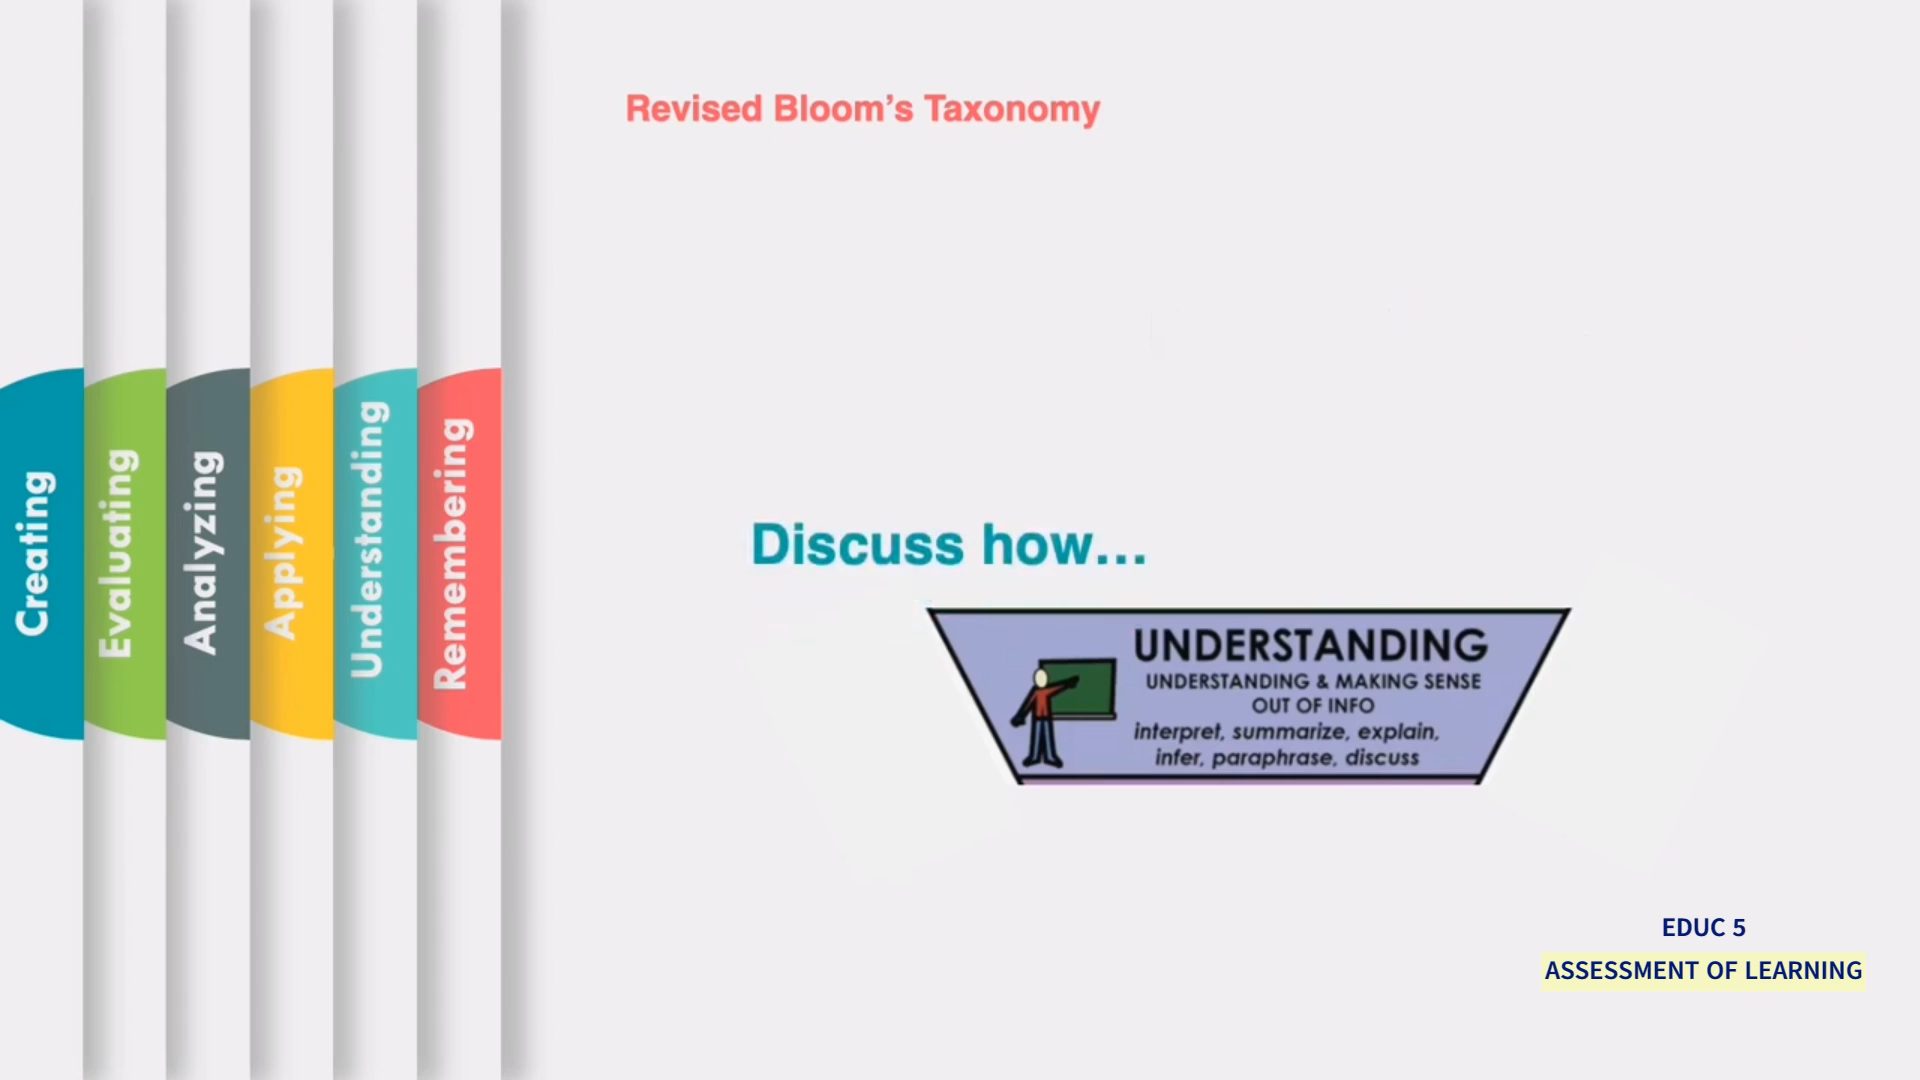 Creating
Evaluating
Analyzing
Applying
Understanding
Remembering
Revised Bloom’s Taxonomy
Discuss how...
UNDERSTANDING
UNDERSTANDING & MAKING SENSE
OUT OF INFO
interpret, summarize, explain,
infer, paraphrase, discuss
EDUC 5
ASSESSMENT OF LEARNING